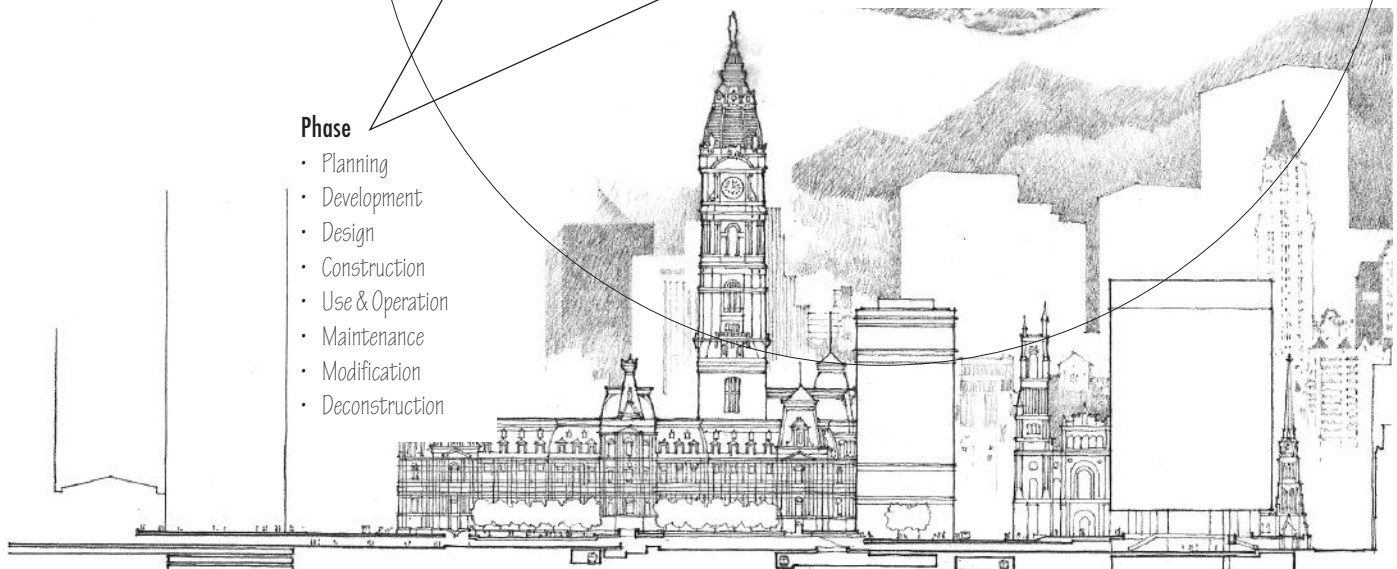 Phase
• Planning
• Development
• Design
• Construction
• Use & Operation
• Maintenance
• Modification
• Deconstruction